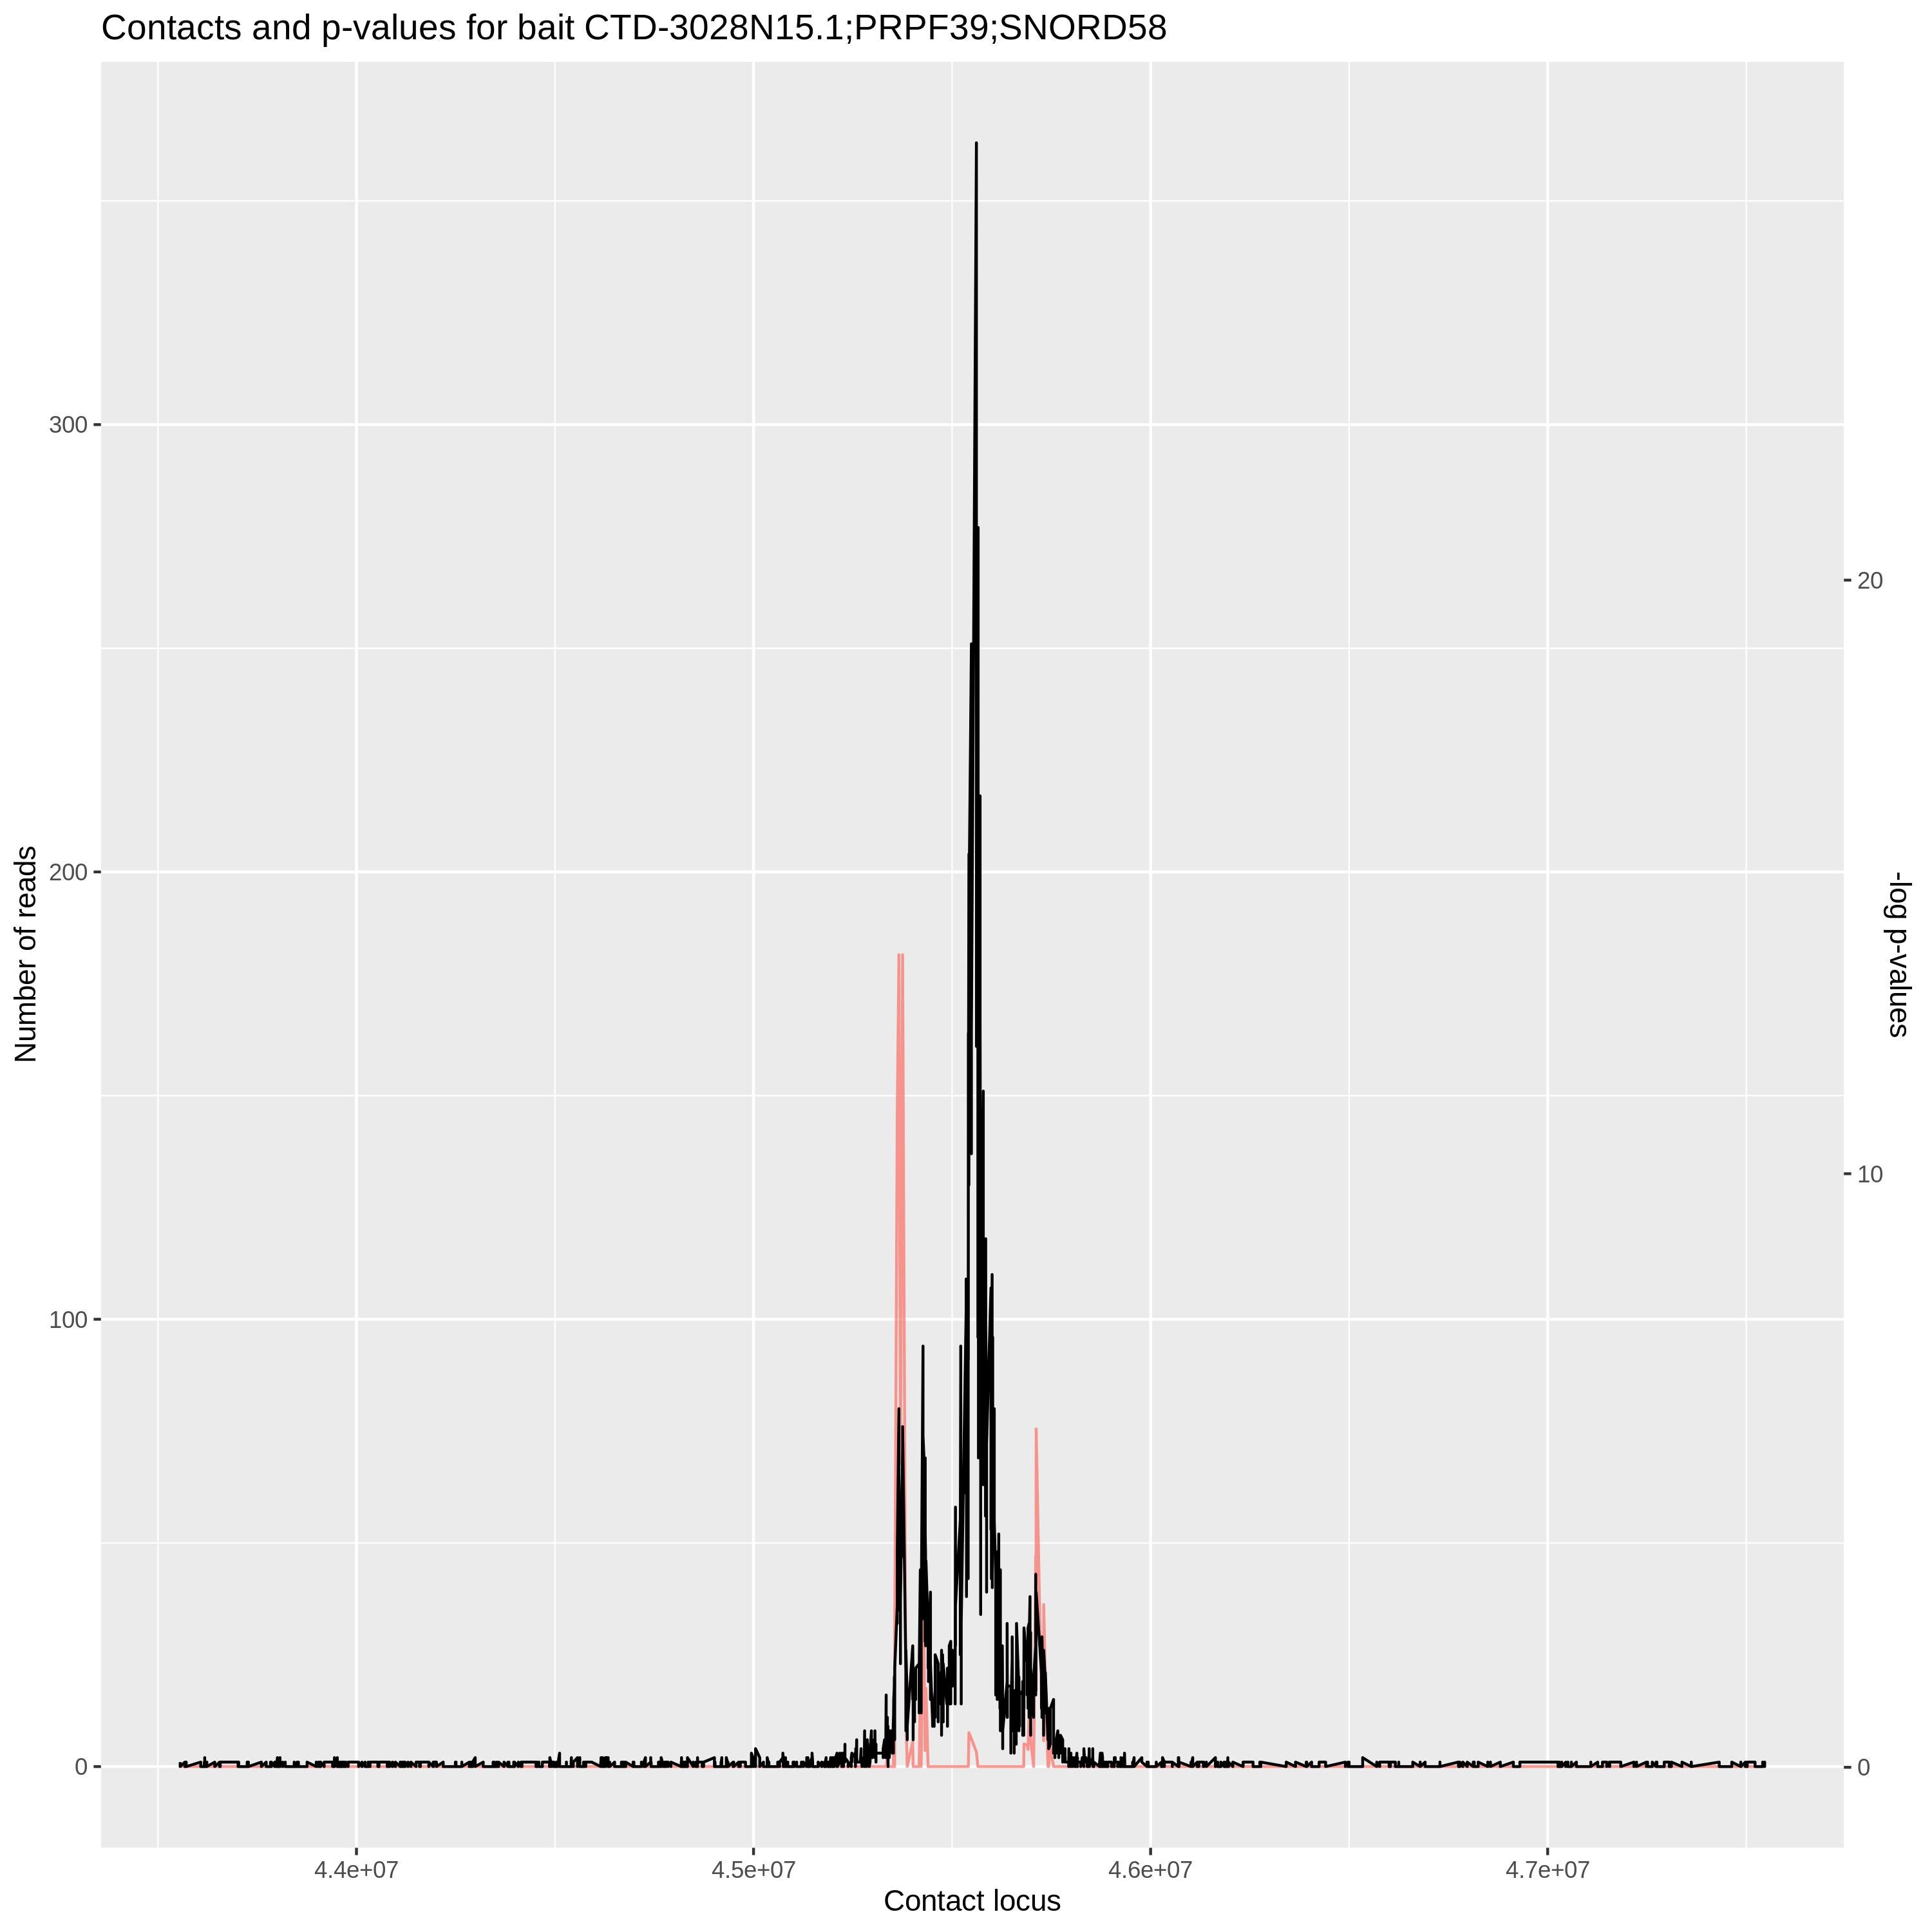 Contacts and p-values for bait CTD-3028N15.1;PRPF39;SNORD58
Number of reads
300
200
100
0
20
10
0
-log p-values
4.4e+07
4.5e+07
4.6e+07
4.7e+07
Contact locus